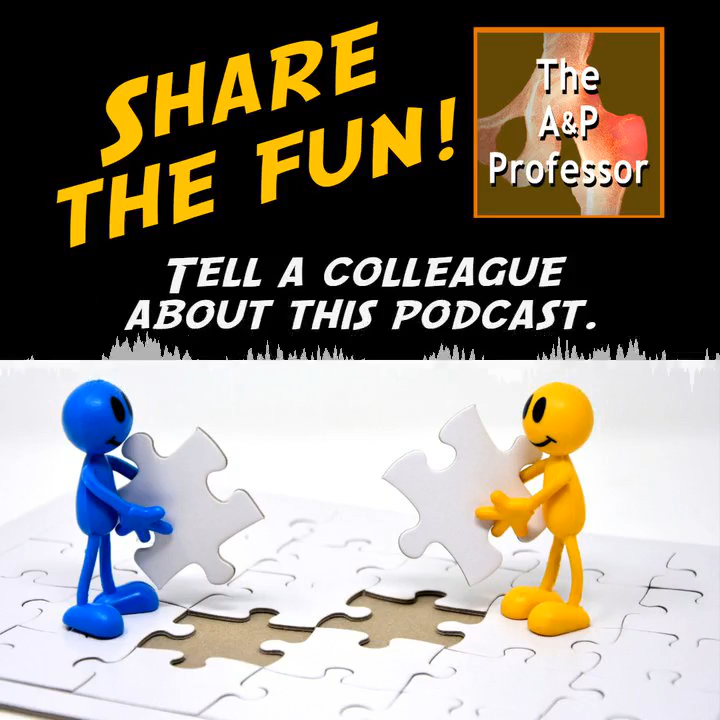 SHARE
THE FUN!
The
A&P
Professor
TELL A COLLEAGUE
ABOUT THIS PODCAST.